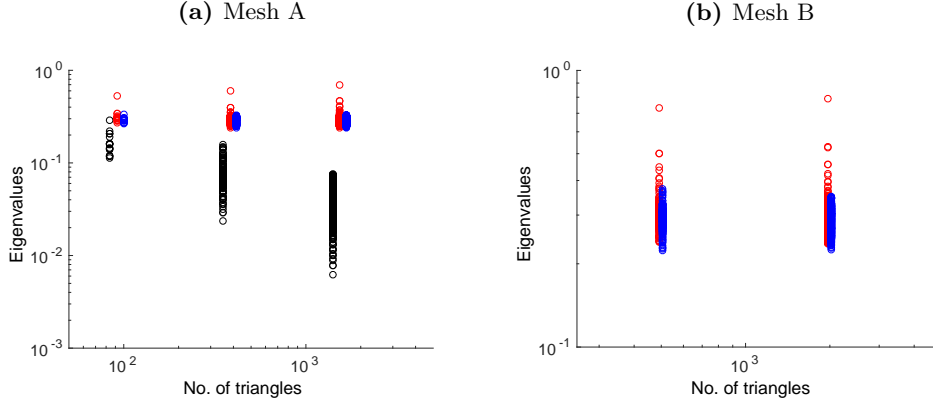 (a) Mesh A
10^0
10^-1
10^-2
10^-3
Eigenvalues
10^2
10^3
No. of triangles
(b) Mesh B
10^0
10^-1
Eigenvalues
10^3
No. of triangles